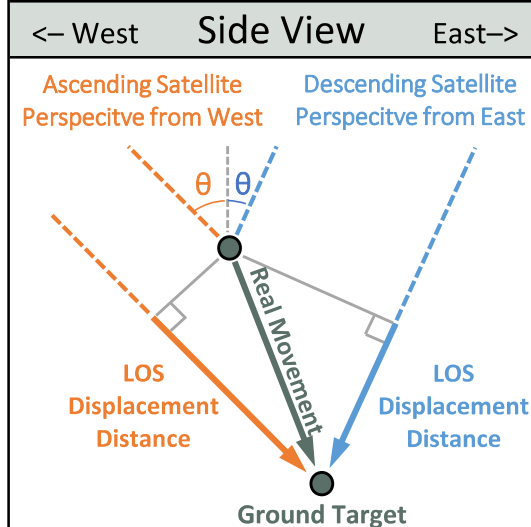 <– West Side View East–>
Ascending Satellite
Perspecitve from West
Descending Satellite
Perspecitve from East
θ θ
Real Movement
LOS
Displacement
Distance
LOS
Displacement
Distance
Ground Target